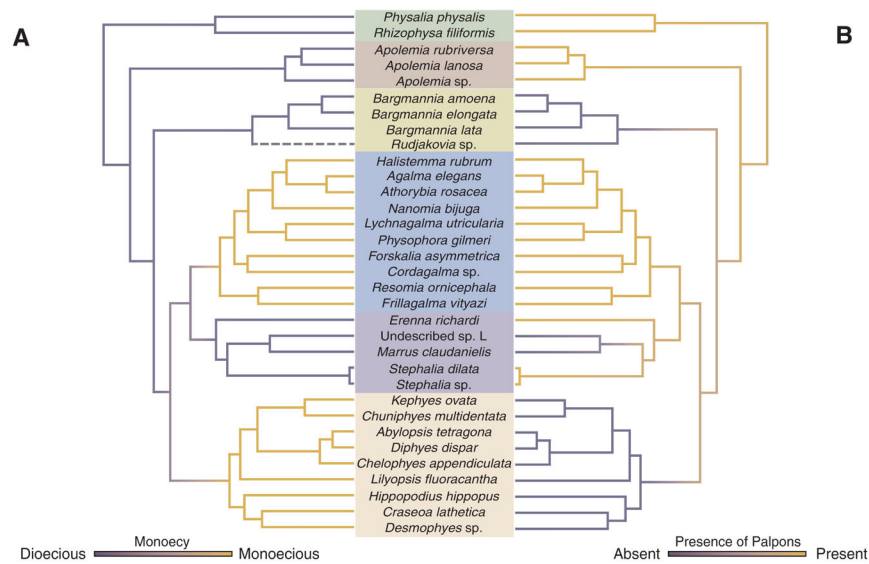 A
B
Physalia physalis
Rhizophysa filiformis
Apolemia rubriversa
Apolemia lanosa
Apolemia sp.
Bargmannia amoena
Bargmannia elongata
Bargmannia lata
Rudjakovia sp.
Halistemma rubrum
Agalma elegans
Athorybia rosacea
Nanomia bijuga
Lychnagalma utricularia
Physophora gilmeri
Forskalia asymmetrica
Cordagalma sp.
Resomia ornicephala
Frillagalma vityazi
Erenna richardi
Undescribed sp. L
Marrus claudanielis
Stephalia dilata
Stephalia sp.
Kephyes ovata
Chuniphyes multidentata
Abylopsis tetragona
Diphyes dispar
Chelophyes appendiculata
Lilyopsis fluoracantha
Hippopodius hippopus
Craseoa lathetica
Desmophyes sp.
Monoecy
Dioecious Monoecious
Presence of Palpons
Absent Present